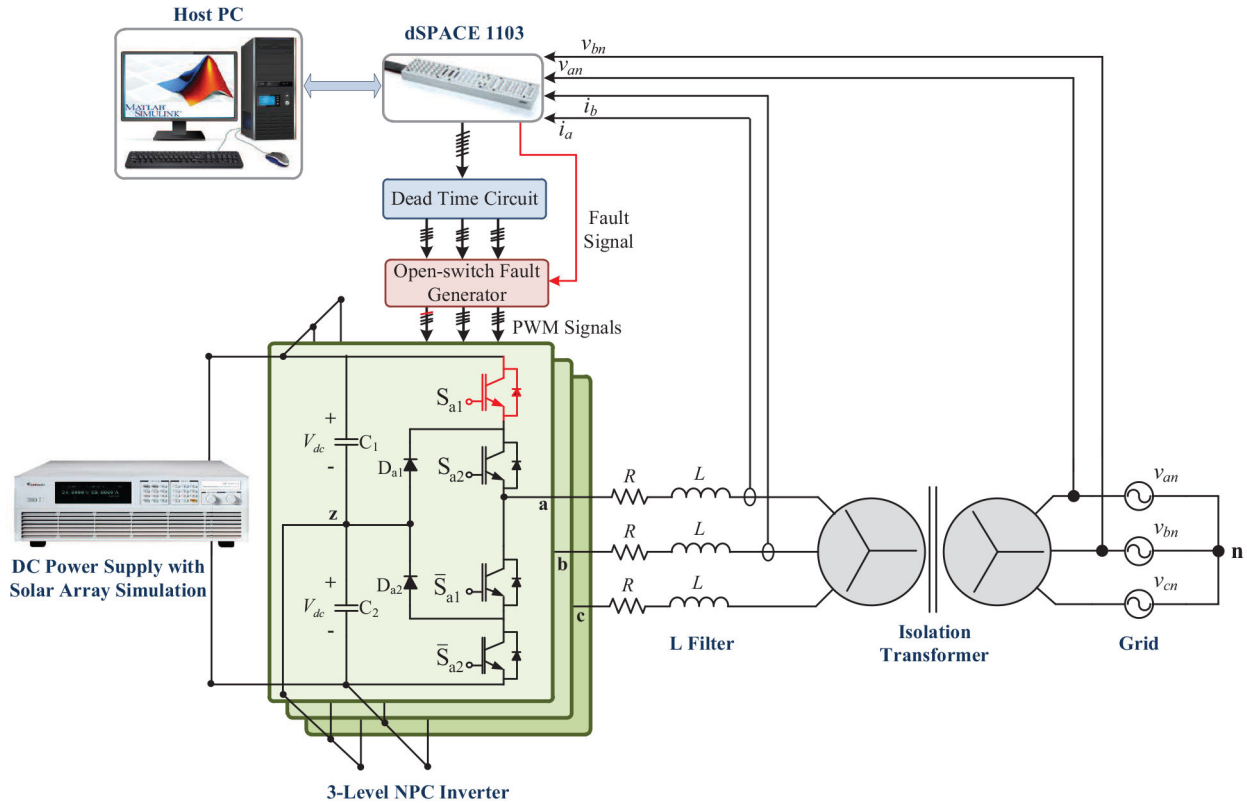 Host PC
dSPACE 1103
MATLAB
SIMULINK
v_bn
v_an
i_b
i_a
Dead Time Circuit
Fault
Signal
Open-switch Fault
Generator
PWM Signals
S_a1
+
V_dc
C_1
-
D_a1
S_a2
z
a
R
L
v_an
b
R
L
v_bn
n
+
V_dc
C_2
-
D_a2
S̅_a1
c
R
L
v_cn
S̅_a2
DC Power Supply with
Solar Array Simulation
L Filter
Isolation
Transformer
Grid
3-Level NPC Inverter